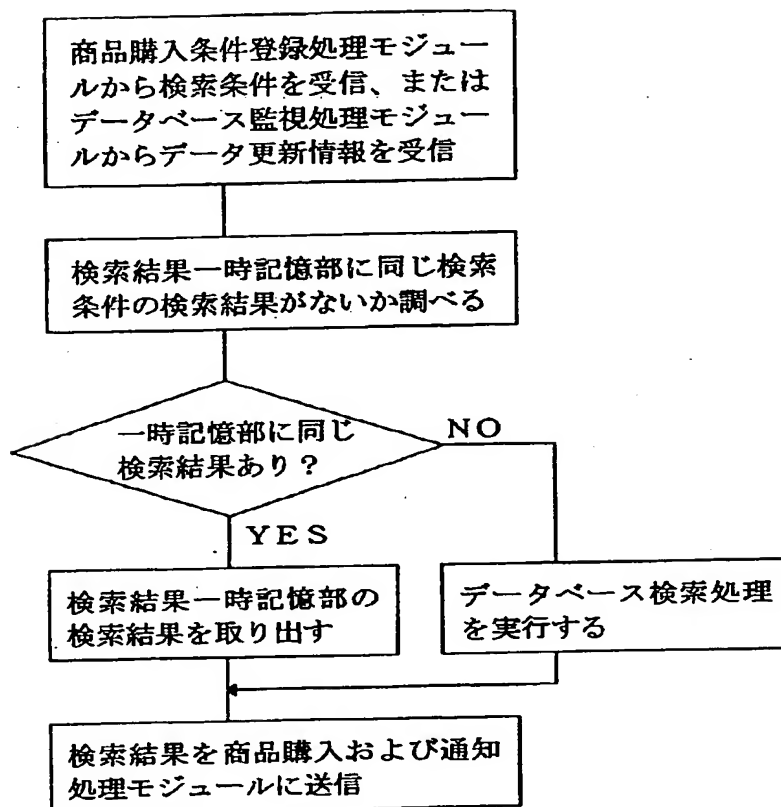 商品購入条件登録処理モジュー
ルから検索条件を受信、または
データベース監視処理モジュー
ルからデータ更新情報を受信
検索結果一時記憶部に同じ検索
条件の検索結果がないか調べる
一時記憶部に同じ
検索結果あり?
NO
YES
検索結果一時記憶部の
検索結果を取り出す
データベース検索処理
を実行する
検索結果を商品購入および通知
処理モジュールに送信